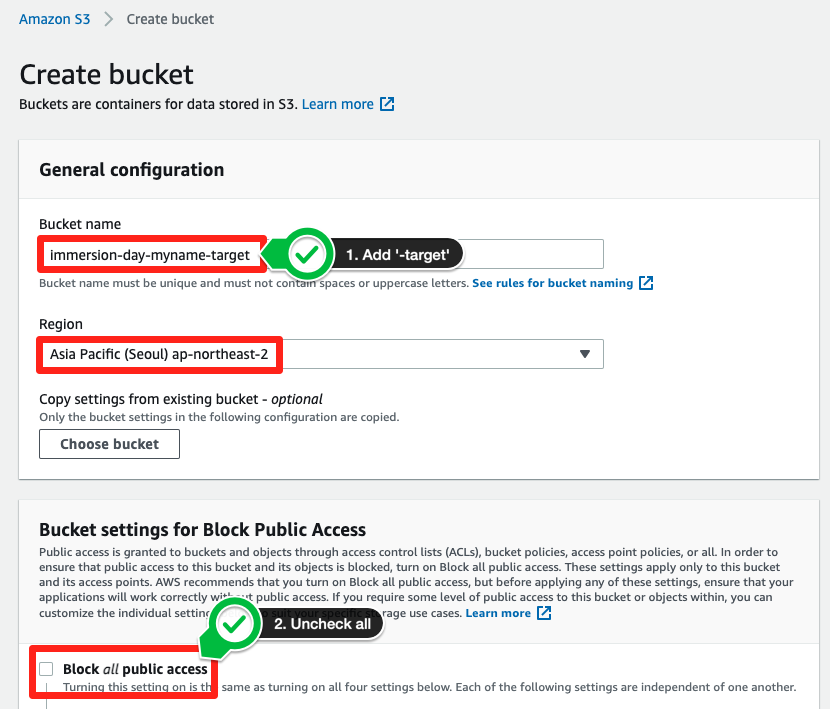 Amazon S3 > Create bucket
Create bucket
Buckets are containers for data stored in S3. Learn more
General configuration
Bucket name
immersion-day-myname-target
1. Add '-target'
Bucket name must be unique and must not contain spaces or uppercase letters. See rules for bucket naming
Region
Asia Pacific (Seoul) ap-northeast-2
Copy settings from existing bucket - optional
Only the bucket settings in the following configuration are copied.
Choose bucket
Bucket settings for Block Public Access
Public access is granted to buckets and objects through access control lists (ACLs), bucket policies, access point policies, or all. In order to
ensure that public access to this bucket and its objects is blocked, turn on Block all public access. These settings apply only to this bucket
and its access points. AWS recommends that you turn on Block all public access, but before applying any of these settings, ensure that your
applications will work correctly without public access. If you require some level of public access to this bucket or objects within, you can
customize the individual settings to suit your specific storage use cases. Learn more
2. Uncheck all
Block all public access
Turning this setting on is the same as turning on all four settings below. Each of the following settings are independent of one another.